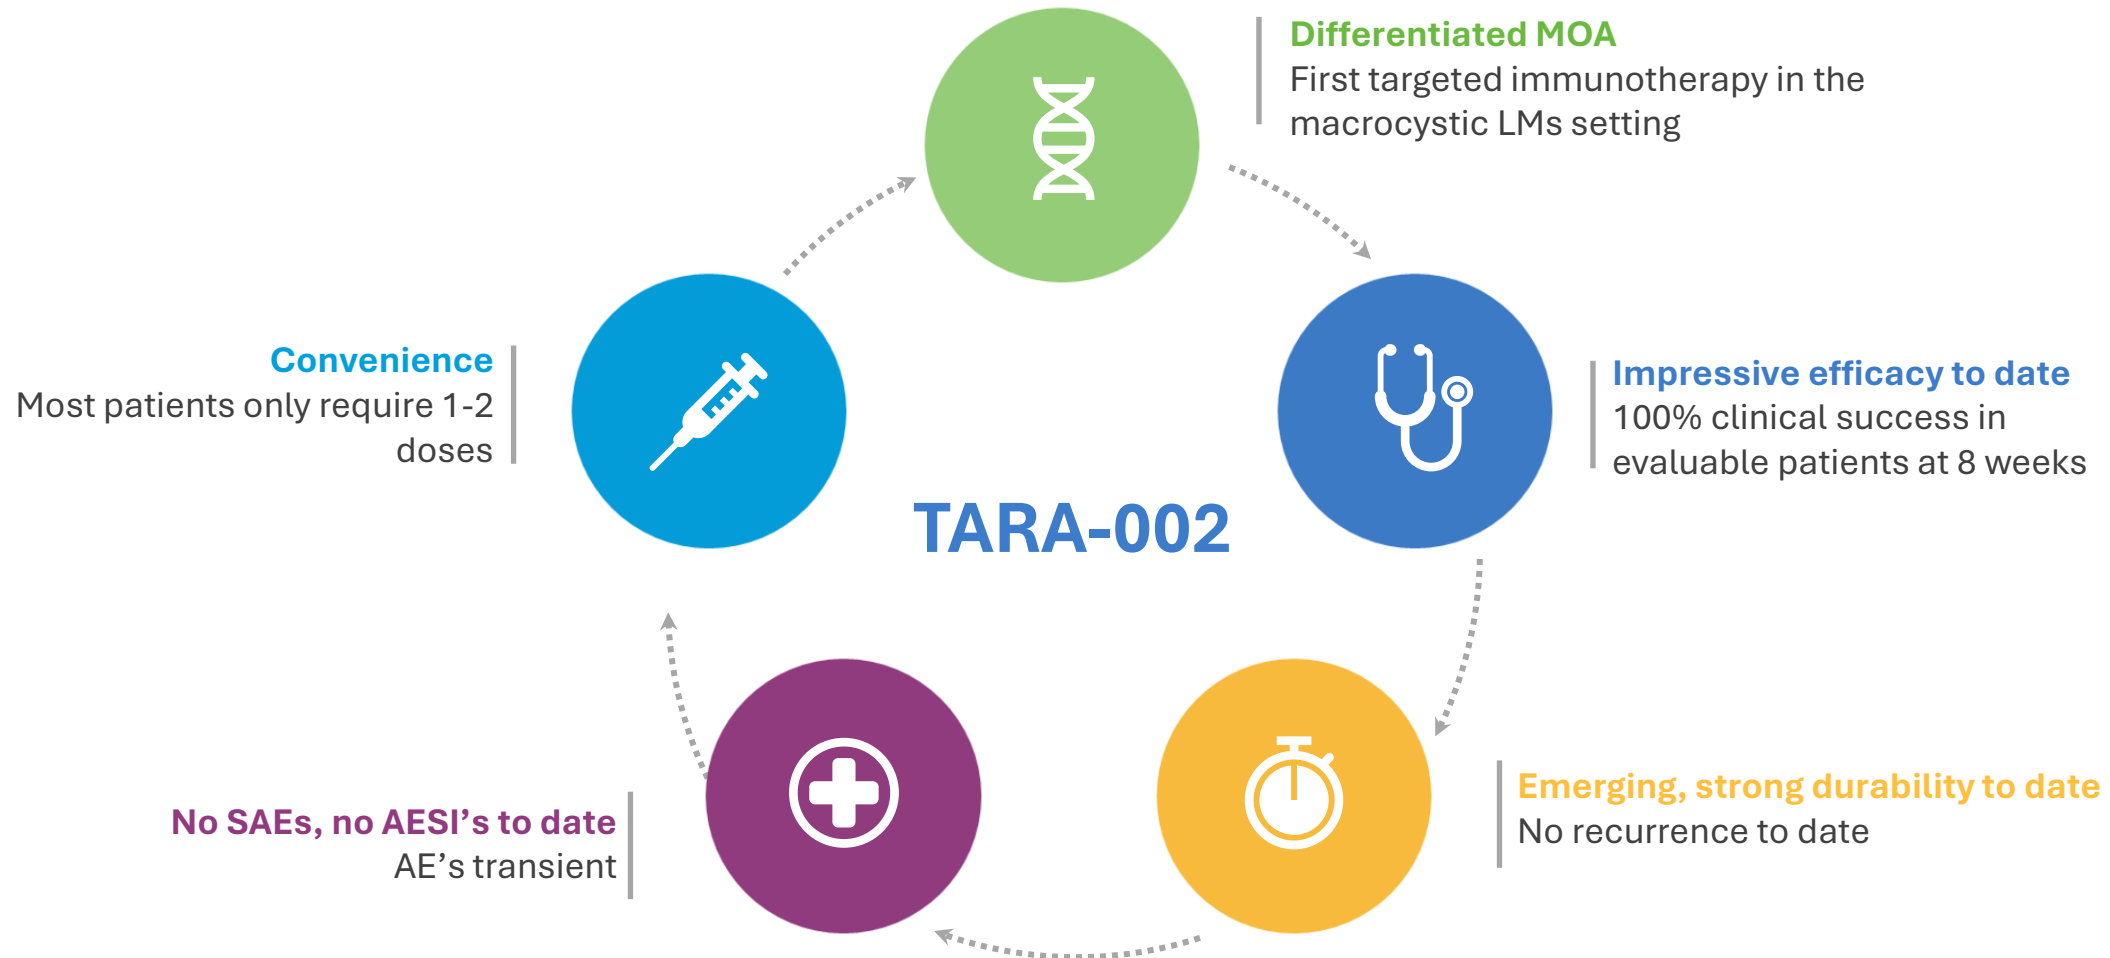 Differentiated MOA
First targeted immunotherapy in the
macrocystic LMs setting
Impressive efficacy to date
100% clinical success in
evaluable patients at 8 weeks
Emerging, strong durability to date
No recurrence to date
No SAEs, no AESI’s to date
AE’s transient
Convenience
Most patients only require 1-2
doses
TARA-002